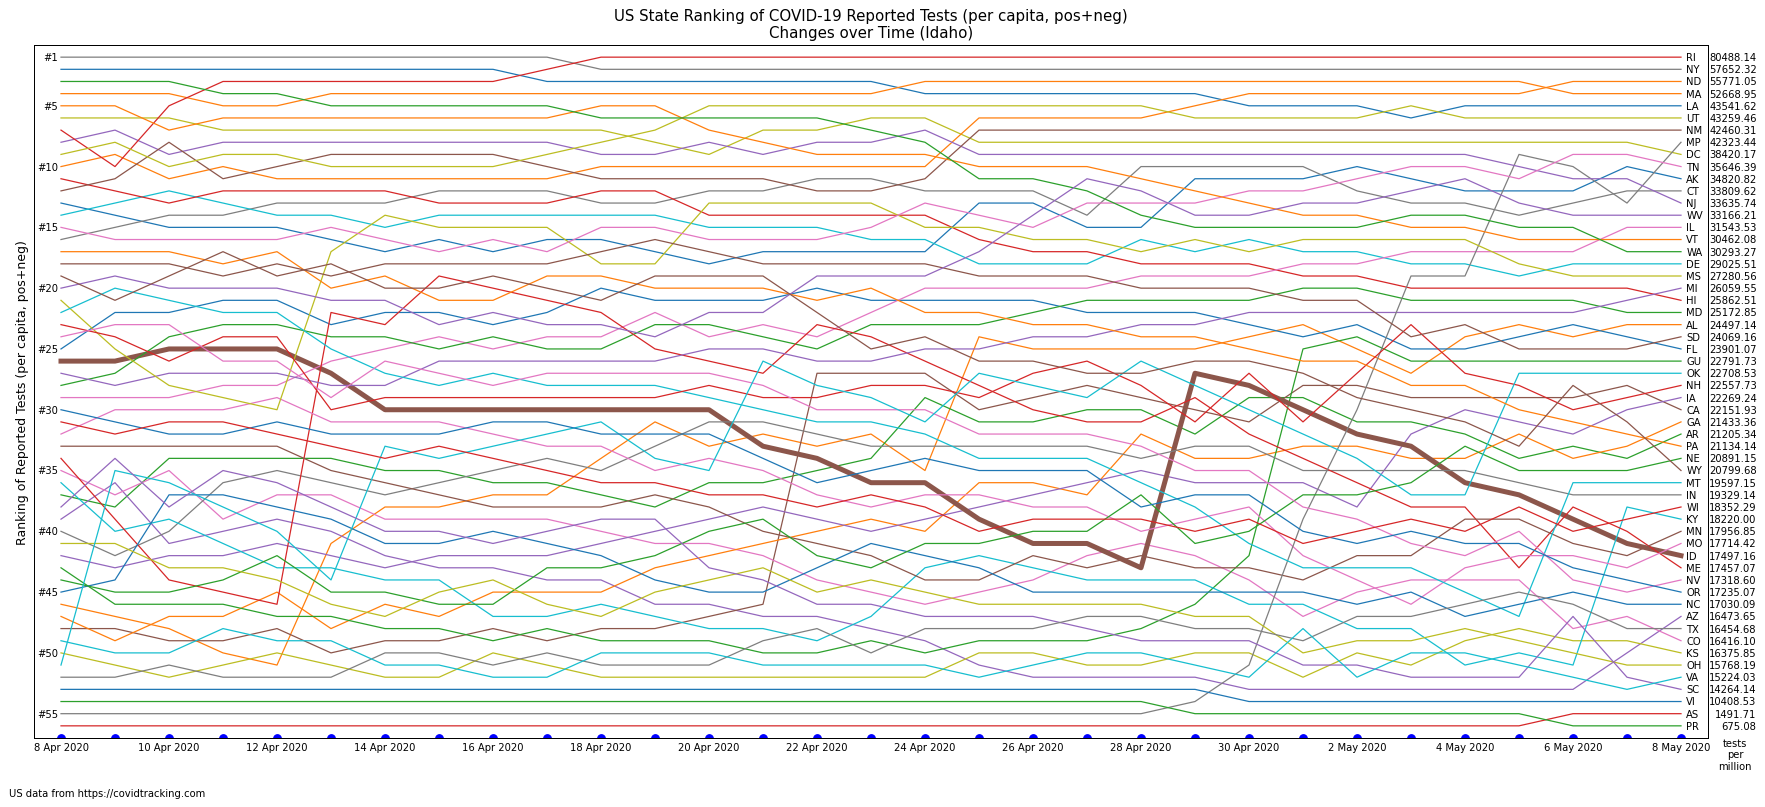 US State Ranking of COVID-19 Reported Tests (per capita, pos+neg)
Changes over Time (Idaho)
Ranking of Reported Tests (per capita, pos+neg)
#1
#5
#10
#15
#20
#25
#30
#35
#40
#45
#50
#55
RI 80488.14
NY 57652.32
ND 55771.05
MA 52668.95
LA 43541.62
UT 43259.46
NM 42460.31
MP 42323.44
DC 38420.17
TN 35646.39
AK 34820.82
CT 33809.62
NJ 33635.74
WV 33166.21
IL 31543.53
VT 30462.08
WA 30293.27
DE 29025.51
MS 27280.56
MI 26059.55
HI 25862.51
MD 25172.85
AL 24497.14
SD 24069.16
FL 23901.07
GU 22791.73
OK 22708.53
NH 22557.73
IA 22269.24
CA 22151.93
GA 21433.36
AR 21205.34
PA 21134.14
NE 20891.15
WY 20799.68
MT 19597.15
IN 19329.14
WI 18352.29
KY 18220.00
MN 17956.85
MO 17714.42
ID 17497.16
ME 17457.07
NV 17318.60
OR 17235.07
NC 17030.09
AZ 16473.65
TX 16454.68
CO 16416.10
KS 16375.85
OH 15768.19
VA 15224.03
SC 14264.14
VI 10408.53
AS 1491.71
PR 675.08
8 Apr 2020 10 Apr 2020 12 Apr 2020 14 Apr 2020 16 Apr 2020 18 Apr 2020 20 Apr 2020 22 Apr 2020 24 Apr 2020 26 Apr 2020 28 Apr 2020 30 Apr 2020 2 May 2020 4 May 2020 6 May 2020 8 May 2020
tests
per
million
US data from https://covidtracking.com